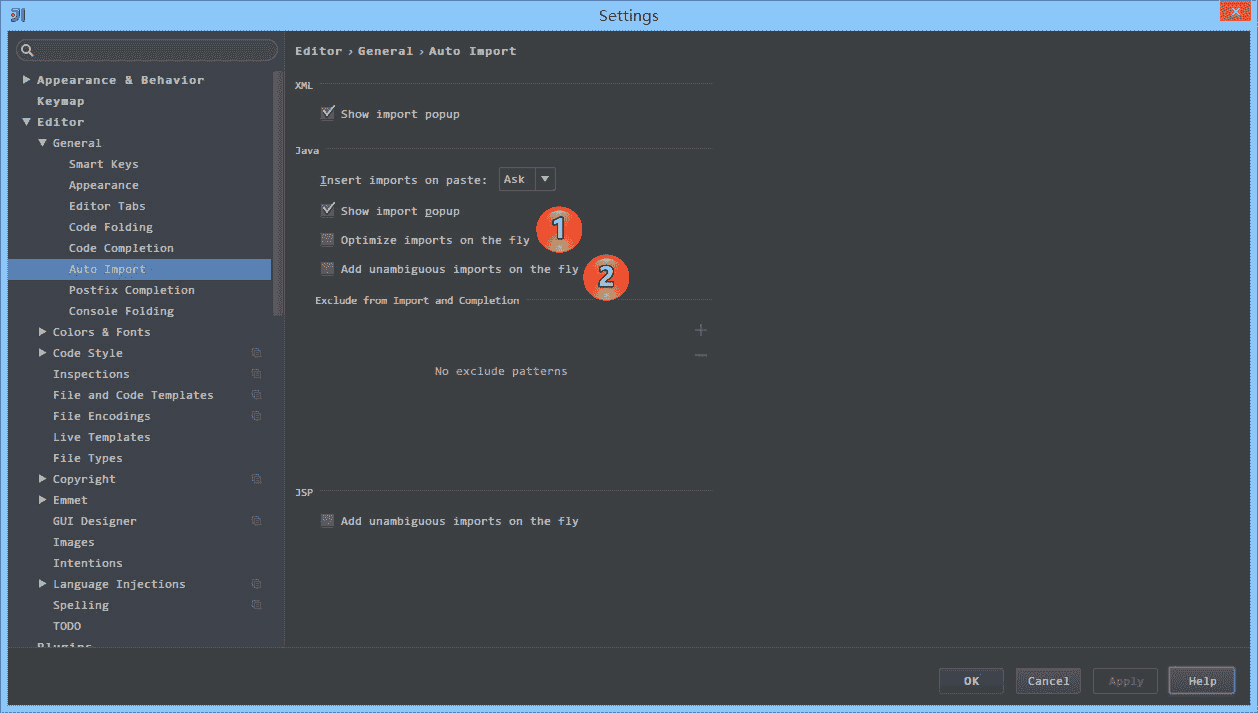 Settings
Editor › General › Auto Import
Appearance & Behavior
Keymap
Editor
General
Smart Keys
Appearance
Editor Tabs
Code Folding
Code Completion
Auto Import
Postfix Completion
Console Folding
Colors & Fonts
Code Style
Inspections
File and Code Templates
File Encodings
Live Templates
File Types
Copyright
Emmet
GUI Designer
Images
Intentions
Language Injections
Spelling
TODO
Plugins
XML
Show import popup
Java
Insert imports on paste: Ask
Show import popup
Optimize imports on the fly 1
Add unambiguous imports on the fly 2
Exclude from Import and Completion
No exclude patterns
JSP
Add unambiguous imports on the fly
OK Cancel Apply Help